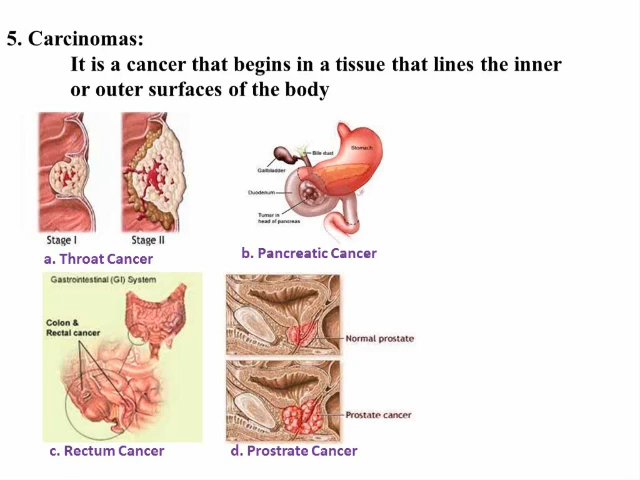 5. Carcinomas:
It is a cancer that begins in a tissue that lines the inner
or outer surfaces of the body
Stage I
Stage II
a. Throat Cancer
Stomach
Bile duct
Gallbladder
Duodenum
Tumor in
head of pancreas
b. Pancreatic Cancer
Gastrointestinal (GI) System
Colon &
Rectal cancer
c. Rectum Cancer
Normal prostate
Prostate cancer
d. Prostrate Cancer